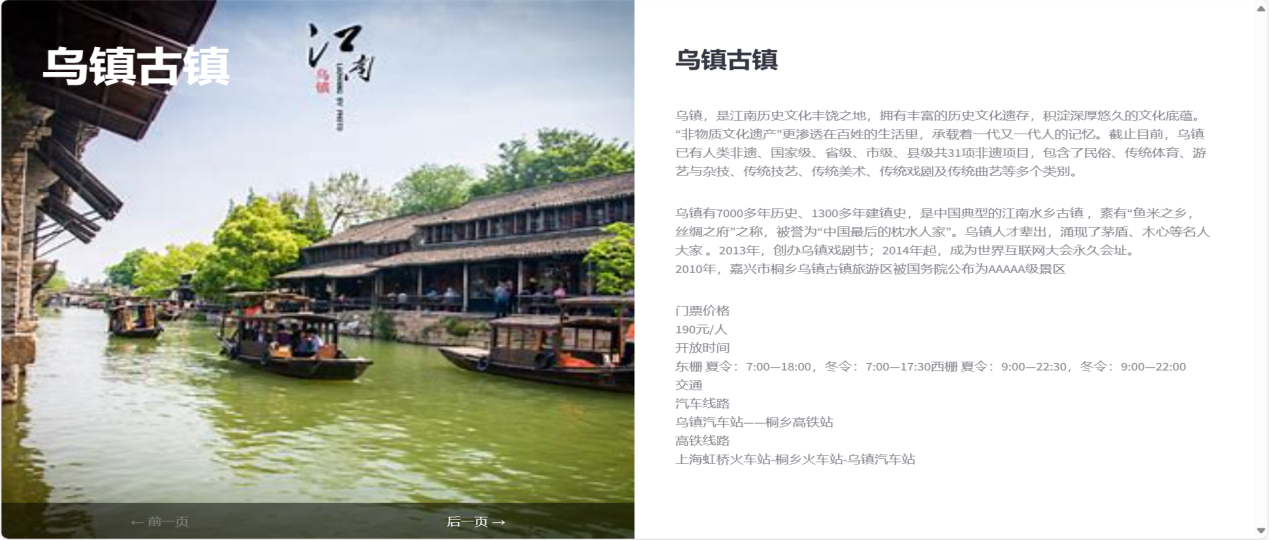 乌镇古镇
江南
乌镇
← 前一页
后一页 →
乌镇古镇
乌镇，是江南历史文化丰饶之地，拥有丰富的历史文化遗存，积淀深厚悠久的文化底蕴。
“非物质文化遗产”更渗透在百姓的生活里，承载着一代又一代人的记忆。截止目前，乌镇
已有人类非遗、国家级、省级、市级、县级共31项非遗项目，包含了民俗、传统体育、游
艺与杂技、传统技艺、传统美术、传统戏剧及传统曲艺等多个类别。
乌镇有7000多年历史、1300多年建镇史，是中国典型的江南水乡古镇 ，素有“鱼米之乡，
丝绸之府”之称，被誉为“中国最后的枕水人家”。乌镇人才辈出，涌现了茅盾、木心等名人
大家 。2013年，创办乌镇戏剧节；2014年起，成为世界互联网大会永久会址。
2010年，嘉兴市桐乡乌镇古镇旅游区被国务院公布为AAAAA级景区
门票价格
190元/人
开放时间
东栅 夏令：7:00—18:00，冬令：7:00—17:30西栅 夏令：9:00—22:30，冬令：9:00—22:00
交通
汽车线路
乌镇汽车站——桐乡高铁站
高铁线路
上海虹桥火车站-桐乡火车站-乌镇汽车站